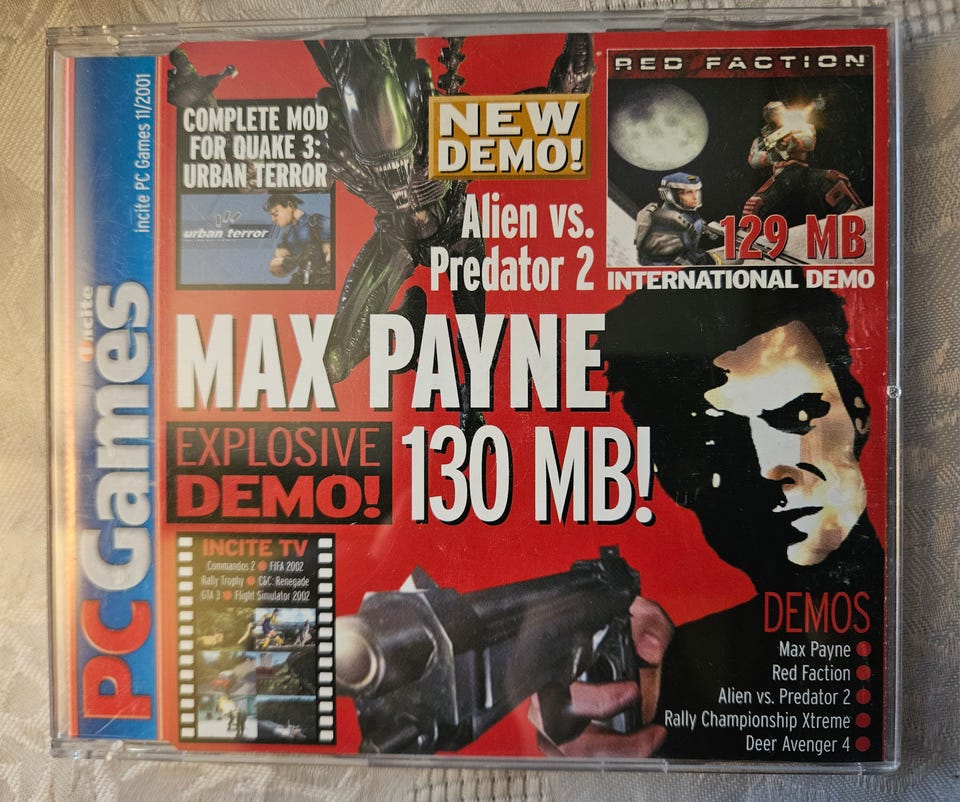 incite PC Games 11/2001
incite
PC Games
COMPLETE MOD
FOR QUAKE 3:
URBAN TERROR
urban terror
NEW
DEMO!
Alien vs.
Predator 2
RED FACTION
129 MB
INTERNATIONAL DEMO
MAX PAYNE
EXPLOSIVE
DEMO!
130 MB!
INCITE TV
Commandos 2 ● FIFA 2002
Rally Trophy ● C&C: Renegade
GTA 3 ● Flight Simulator 2002
DEMOS
Max Payne ●
Red Faction ●
Alien vs. Predator 2 ●
Rally Championship Xtreme ●
Deer Avenger 4 ●